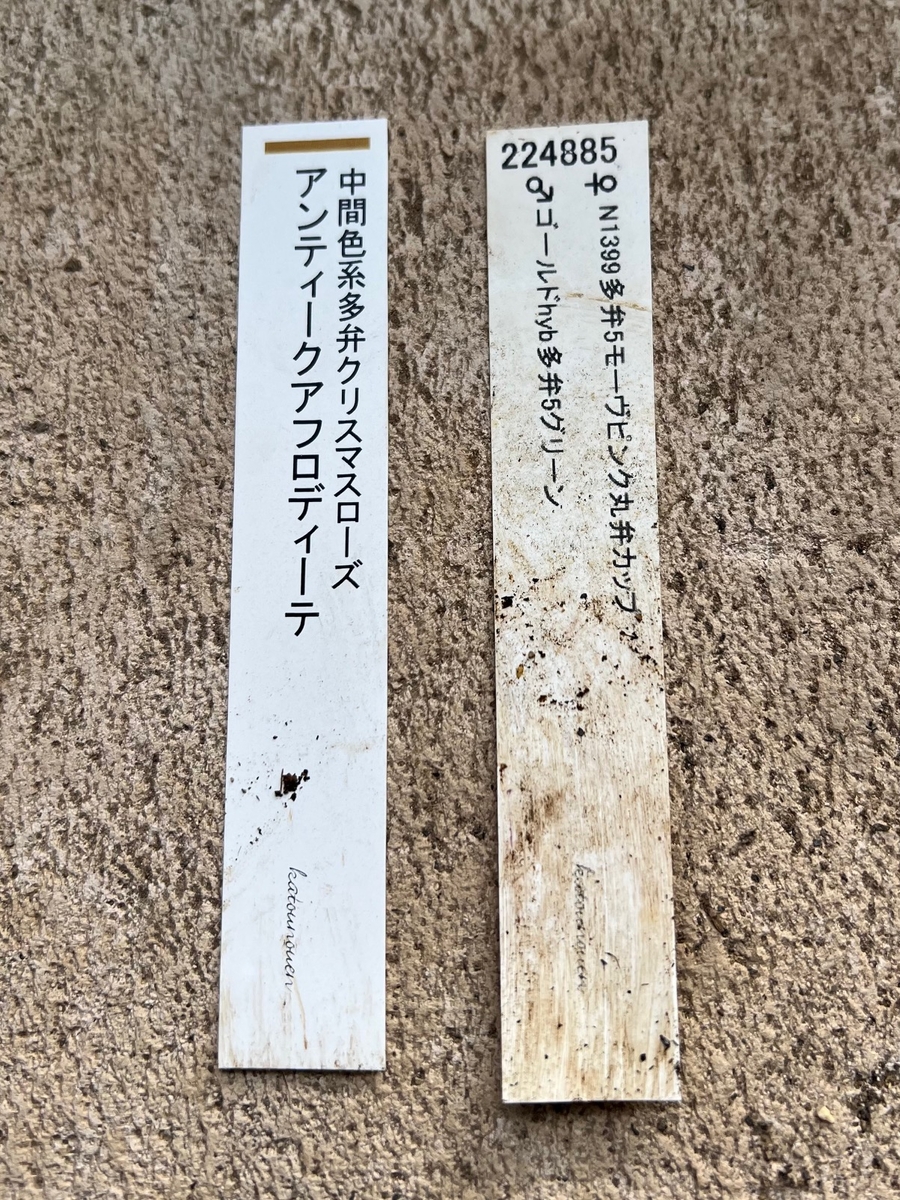 中間色系多弁クリスマスローズ
アンティークアフロディーテ
katounouen
224885
♀ N1399多弁5モーヴピンク丸弁カップ
♂ゴールドhyb多弁5グリーン
katounouen